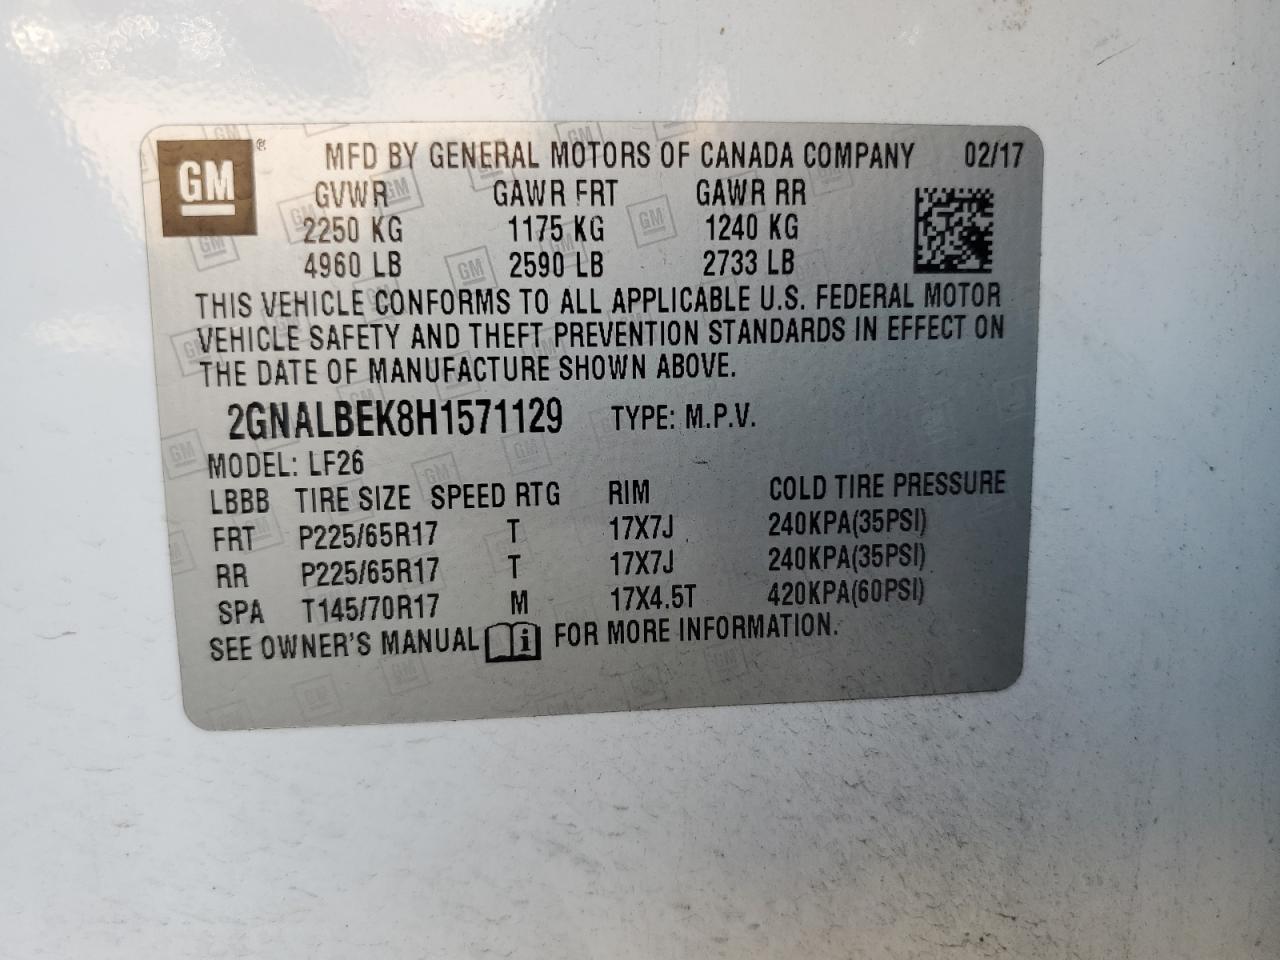 GM ® MFD BY GENERAL MOTORS OF CANADA COMPANY 02/17
GVWR GAWR FRT GAWR RR
2250 KG 1175 KG 1240 KG
4960 LB 2590 LB 2733 LB
THIS VEHICLE CONFORMS TO ALL APPLICABLE U.S. FEDERAL MOTOR
VEHICLE SAFETY AND THEFT PREVENTION STANDARDS IN EFFECT ON
THE DATE OF MANUFACTURE SHOWN ABOVE.
2GNALBEK8H1571129 TYPE: M.P.V.
MODEL: LF26
LBBB TIRE SIZE SPEED RTG RIM COLD TIRE PRESSURE
FRT P225/65R17 T 17X7J 240KPA(35PSI)
RR P225/65R17 T 17X7J 240KPA(35PSI)
SPA T145/70R17 M 17X4.5T 420KPA(60PSI)
SEE OWNER'S MANUAL i FOR MORE INFORMATION.